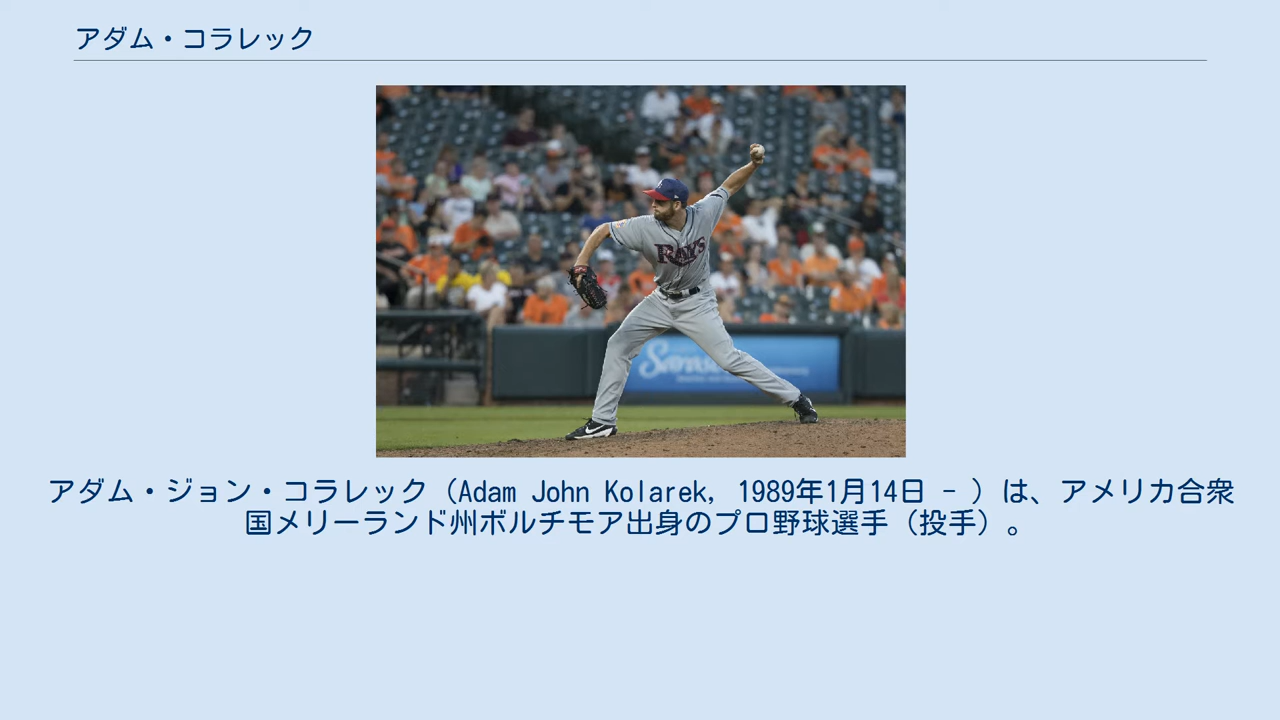 アダム・コラレック
RAYS
アダム・ジョン・コラレック（Adam John Kolarek, 1989年1月14日 - ）は、アメリカ合衆
国メリーランド州ボルチモア出身のプロ野球選手（投手）。